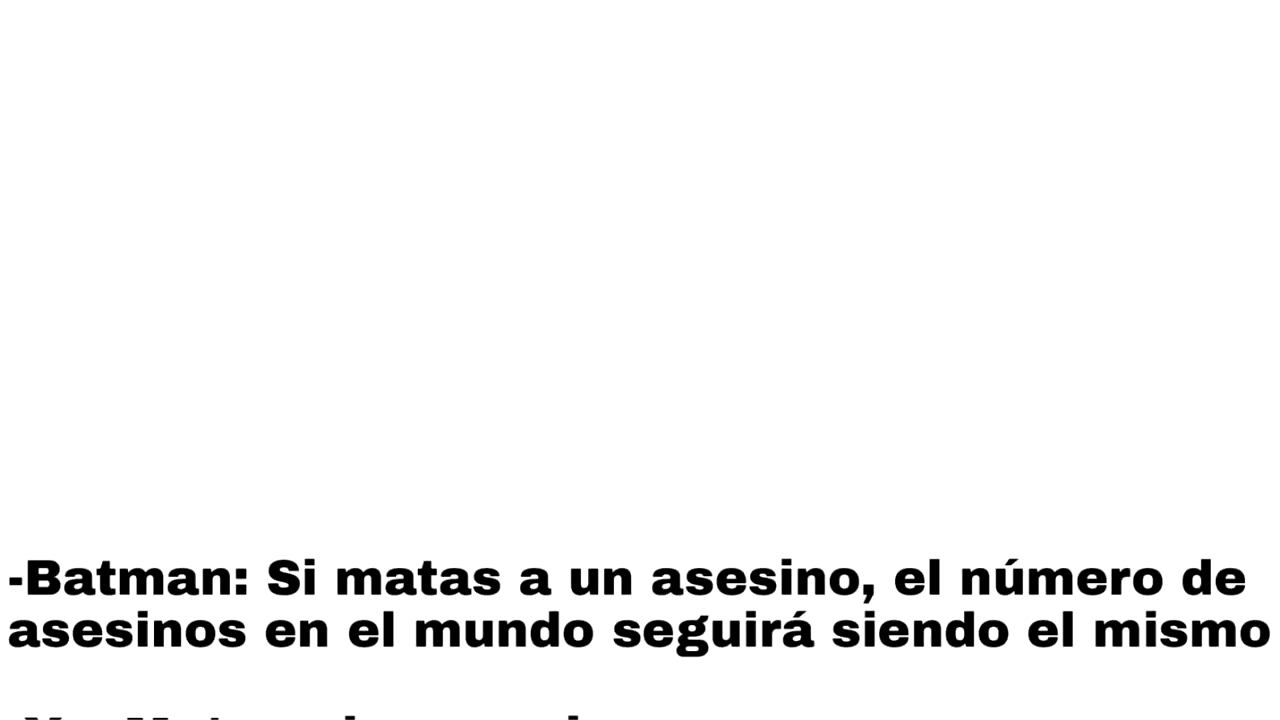 -Batman: Si matas a un asesino, el número de
asesinos en el mundo seguirá siendo el mismo